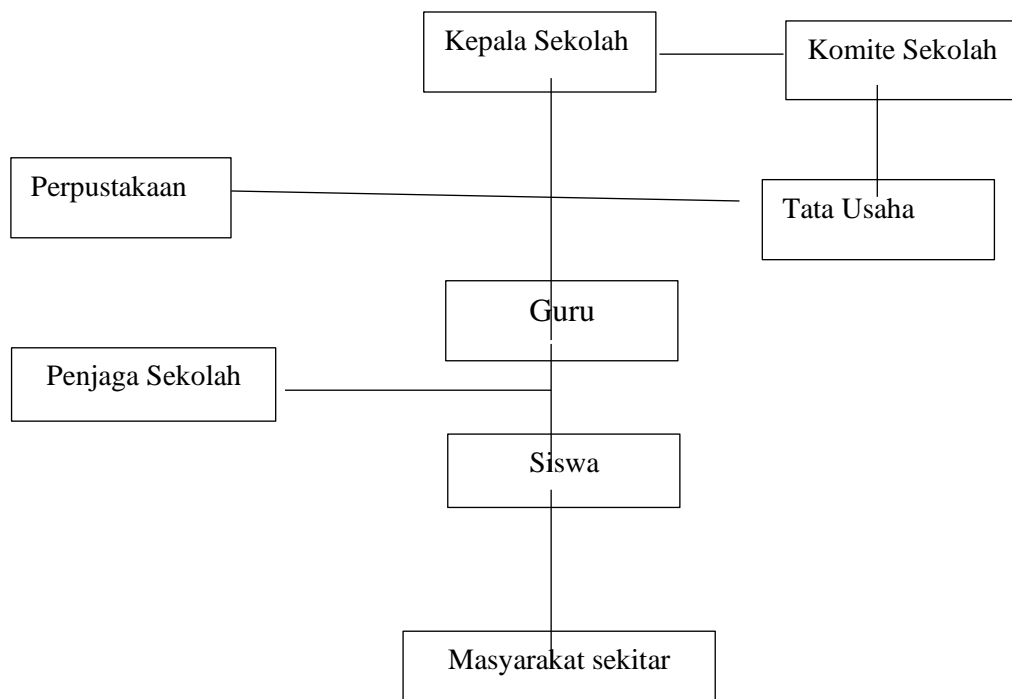 Kepala Sekolah
Komite Sekolah
Perpustakaan
Tata Usaha
Guru
Penjaga Sekolah
Siswa
Masyarakat sekitar